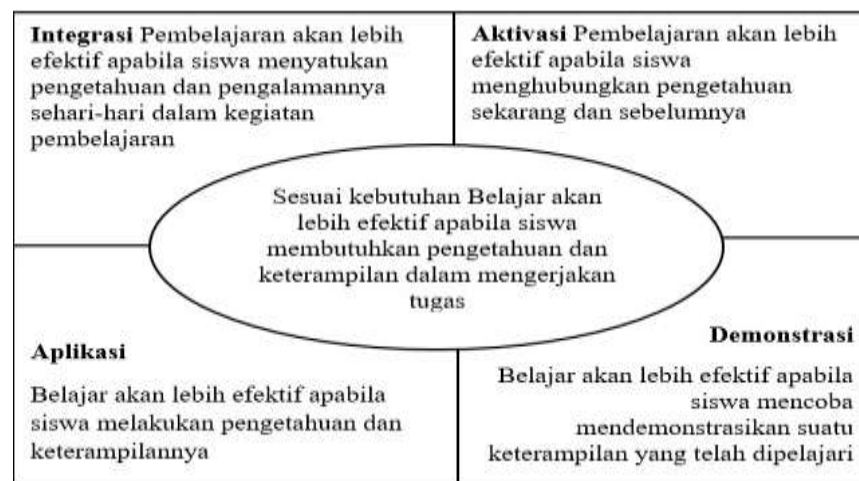 Integrasi Pembelajaran akan lebih
efektif apabila siswa menyatukan
pengetahuan dan pengalamannya
sehari-hari dalam kegiatan
pembelajaran
Aktivasi Pembelajaran akan lebih
efektif apabila siswa
menghubungkan pengetahuan
sekarang dan sebelumnya
Sesuai kebutuhan Belajar akan
lebih efektif apabila siswa
membutuhkan pengetahuan dan
keterampilan dalam mengerjakan
tugas
Aplikasi
Belajar akan lebih efektif apabila
siswa melakukan pengetahuan dan
keterampilannya
Demonstrasi
Belajar akan lebih efektif apabila
siswa mencoba
mendemonstrasikan suatu
keterampilan yang telah dipelajari